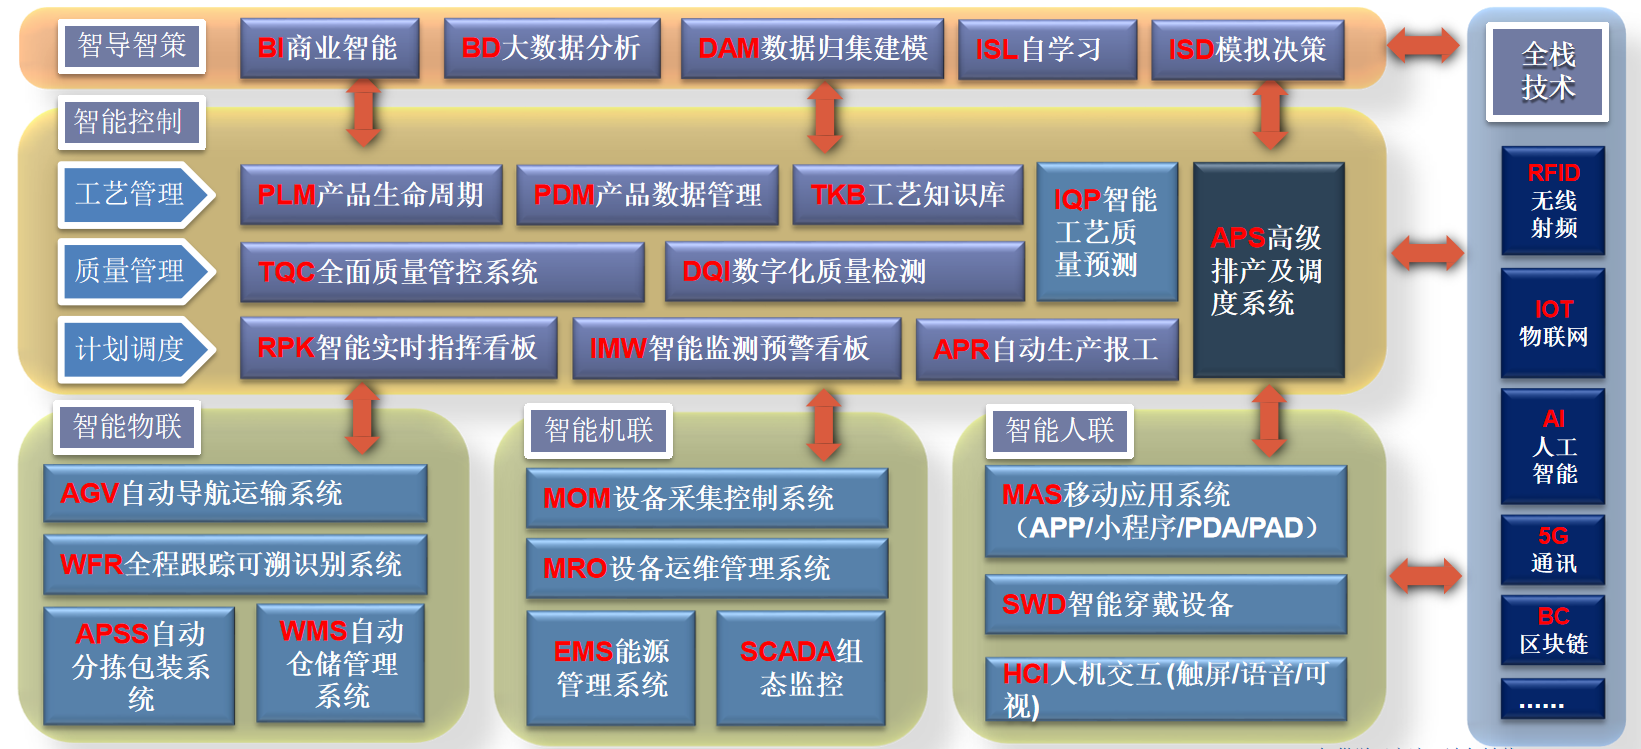 智导智策
BI商业智能
BD大数据分析
DAM数据归集建模
ISL自学习
ISD模拟决策
智能控制
工艺管理
PLM产品生命周期
PDM产品数据管理
TKB工艺知识库
IQP智能
工艺质
量预测
APS高级
排产及调
度系统
质量管理
TQC全面质量管控系统
DQI数字化质量检测
计划调度
RPK智能实时指挥看板
IMW智能监测预警看板
APR自动生产报工
智能物联
AGV自动导航运输系统
WFR全程跟踪可溯识别系统
APSS自动
分拣包装系
统
WMS自动
仓储管理
系统
智能机联
MOM设备采集控制系统
MRO设备运维管理系统
EMS能源
管理系统
SCADA组
态监控
智能人联
MAS移动应用系统
（APP/小程序/PDA/PAD）
SWD智能穿戴设备
HCI人机交互(触屏/语音/可
视)
全栈
技术
RFID
无线
射频
IOT
物联网
AI
人工
智能
5G
通讯
BC
区块链
......